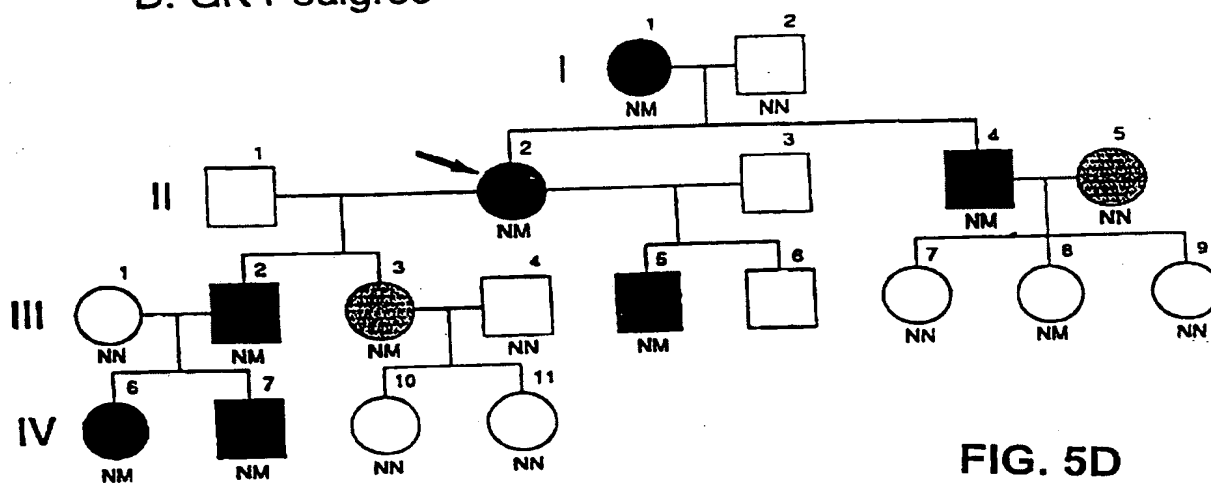 1 2
I
NM NN
1 2 3 4 5
II
NM NM NN
1 2 3 4 5 6 7 8 9
III
NN NM NM NN NM NN NM NN
6 7 10 11
IV
NM NM NN NN
FIG. 5D